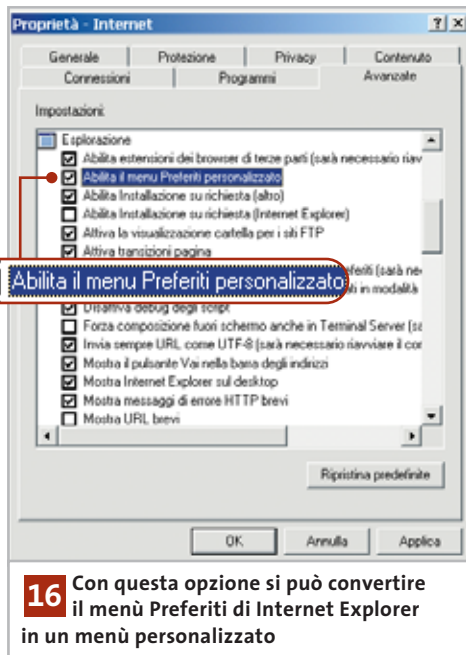 Proprietà - Internet
Generale Protezione Privacy Contenuto
Connessioni Programmi Avanzate
Impostazioni:
Esplorazione
Abilita estensioni dei browser di terze parti (sarà necessario riav
Abilita il menu Preferiti personalizzato
Abilita Installazione su richiesta (altro)
Abilita Installazione su richiesta (Internet Explorer)
Attiva la visualizzazione cartella per i siti FTP
Attiva transizioni pagina
eferiti (sarà nec
Abilita il menu Preferiti personalizzato
ati in modalità
Disattiva debug degli script
Forza composizione fuori schermo anche in Terminal Server (sa
Invia sempre URL come UTF-8 (sarà necessario riavviare il cor
Mostra il pulsante Vai nella barra degli indirizzi
Mostra Internet Explorer sul desktop
Mostra messaggi di errore HTTP brevi
Mostra URL brevi
Ripristina predefinite
OK Annulla Applica
16 Con questa opzione si può convertire
il menù Preferiti di Internet Explorer
in un menù personalizzato